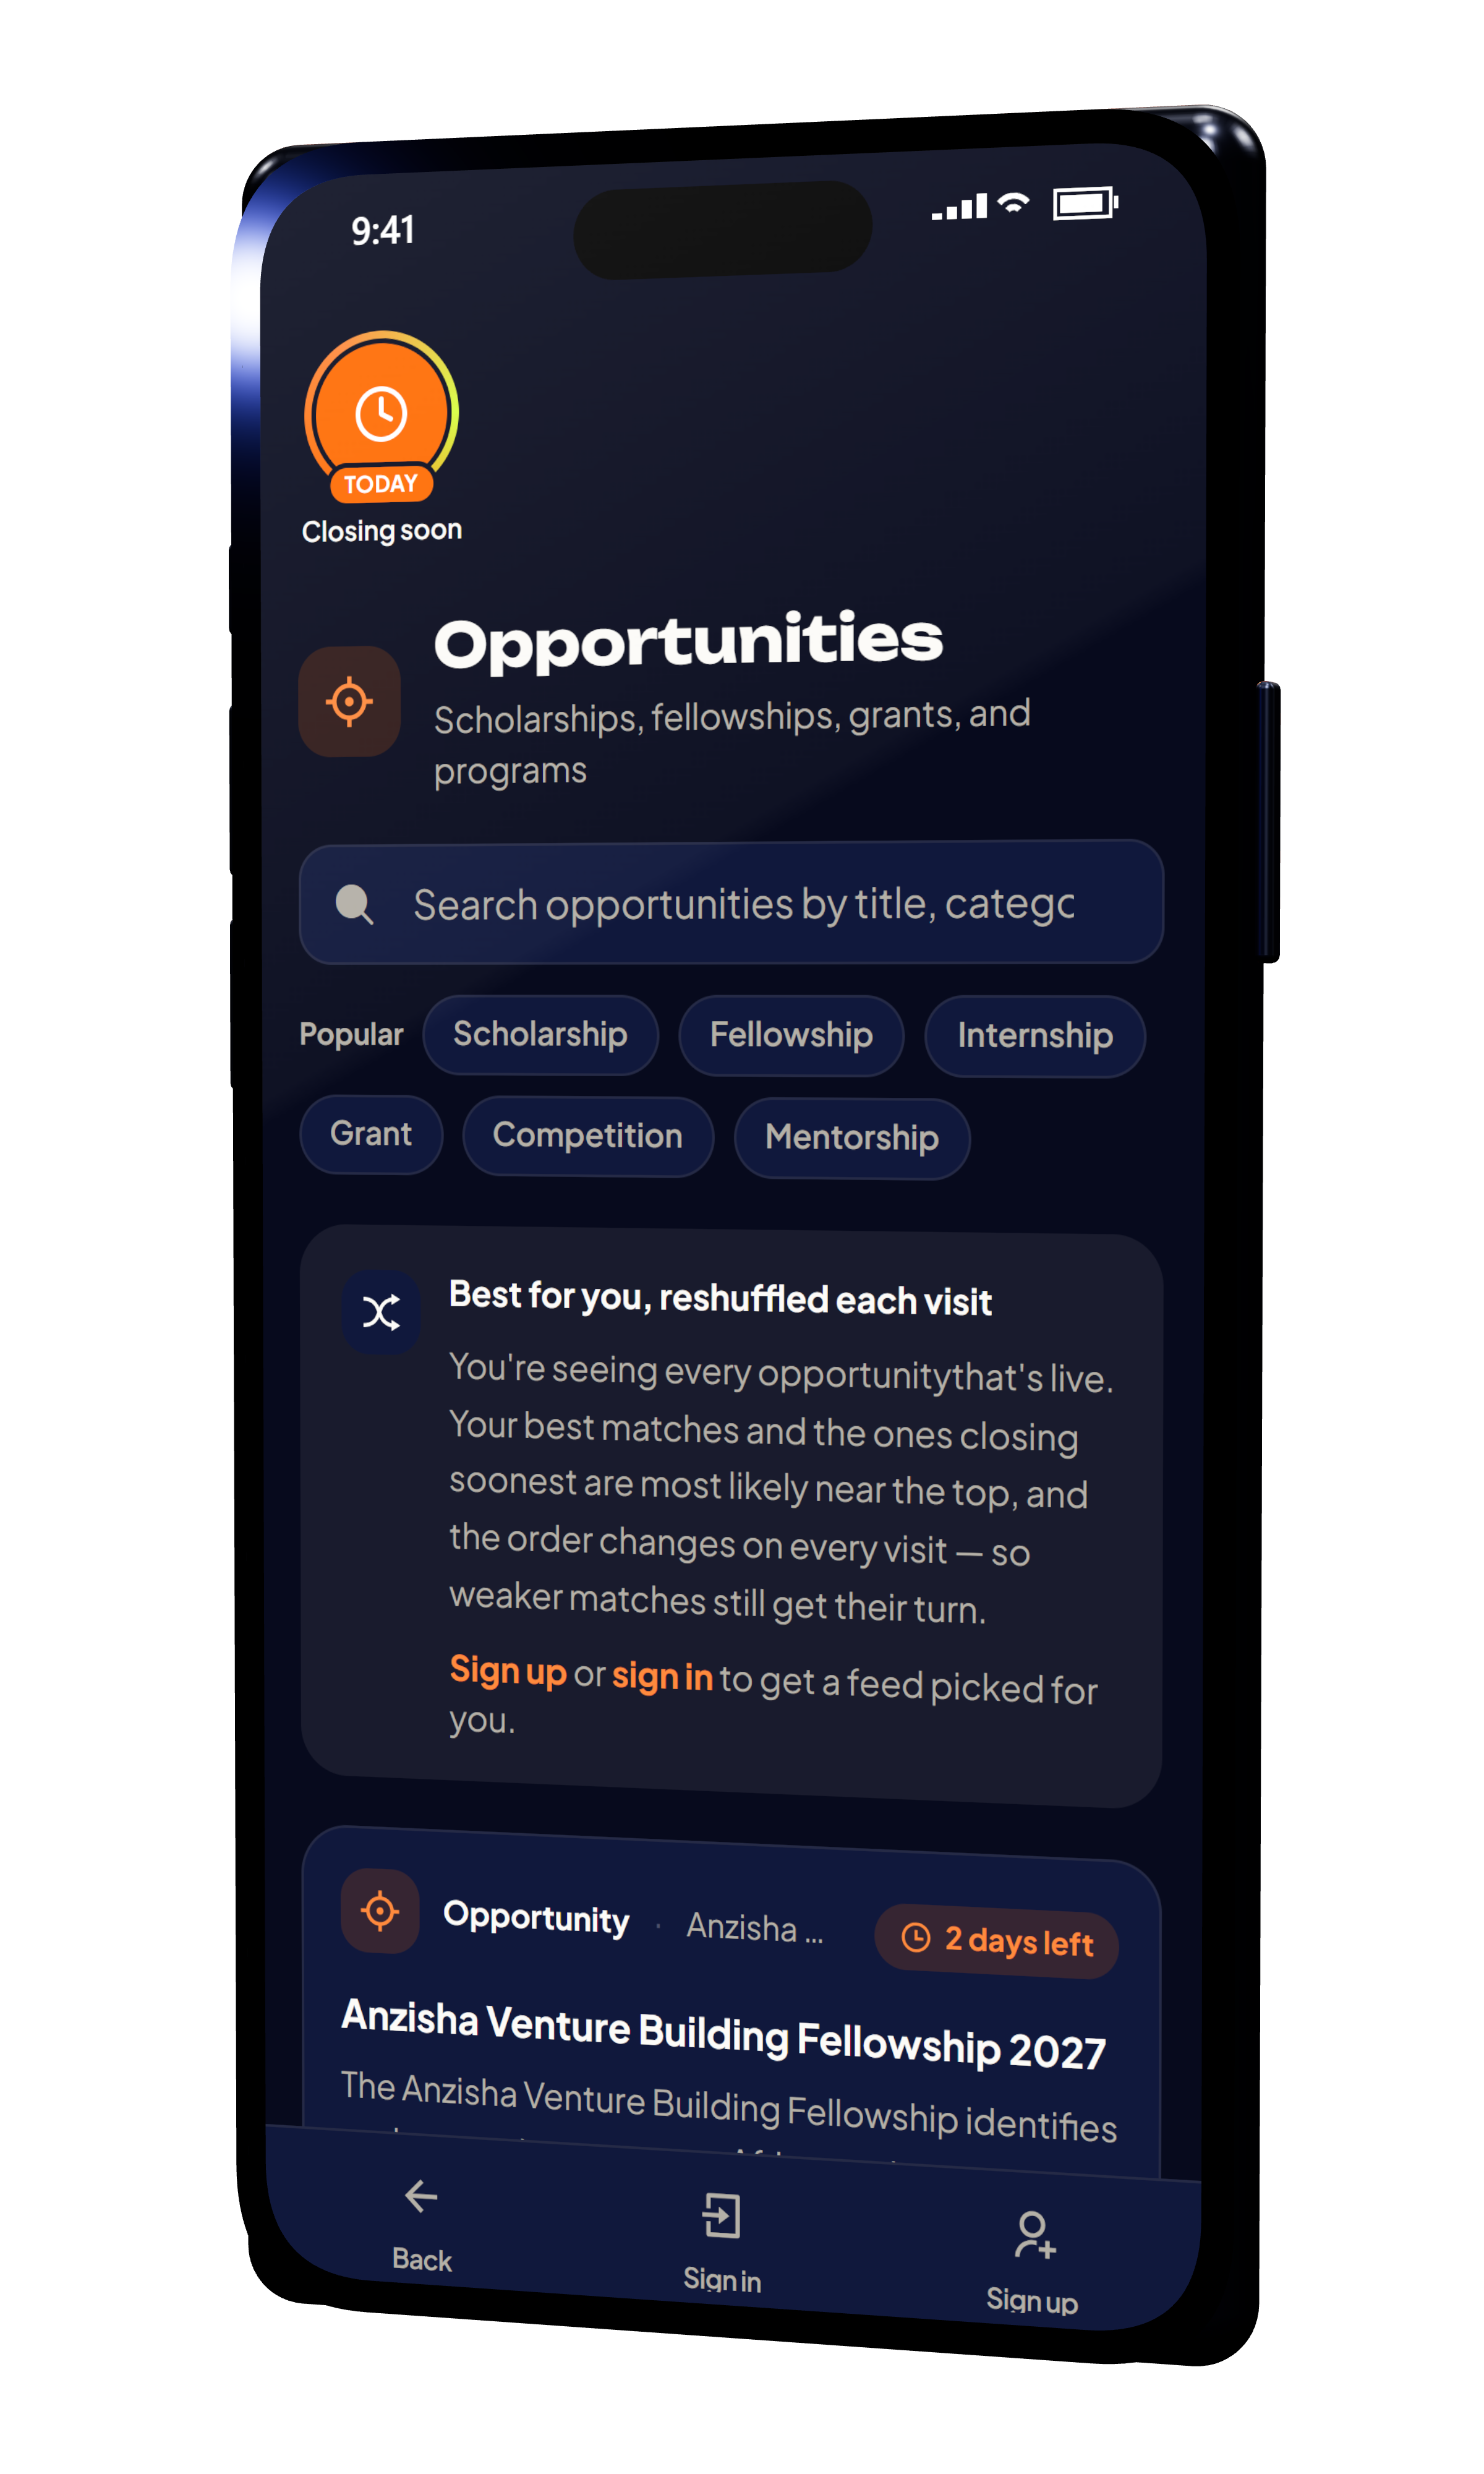 9:41
TODAY
Closing soon
Opportunities
Scholarships, fellowships, grants, and
programs
Search opportunities by title, catego
Popular Scholarship Fellowship Internship
Grant Competition Mentorship
Best for you, reshuffled each visit
You're seeing every opportunitythat's live.
Your best matches and the ones closing
soonest are most likely near the top, and
the order changes on every visit — so
weaker matches still get their turn.
Sign up or sign in to get a feed picked for
you.
Opportunity · Anzisha ... 2 days left
Anzisha Venture Building Fellowship 2027
The Anzisha Venture Building Fellowship identifies
Back Sign in Sign up